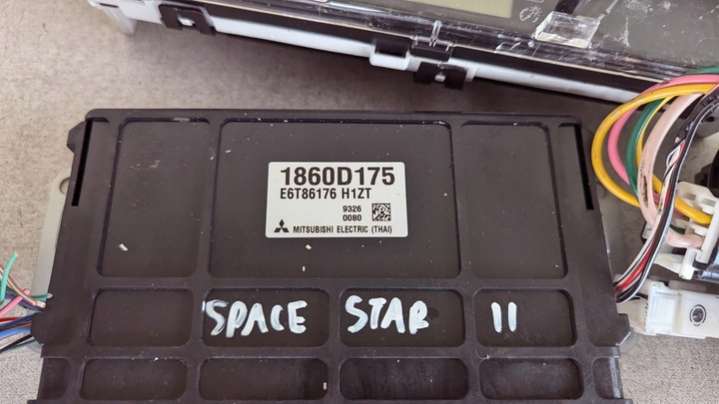 1860D175
E6T86176 H1ZT
9326
0080
MITSUBISHI ELECTRIC (THAI)
SPACE STAR II